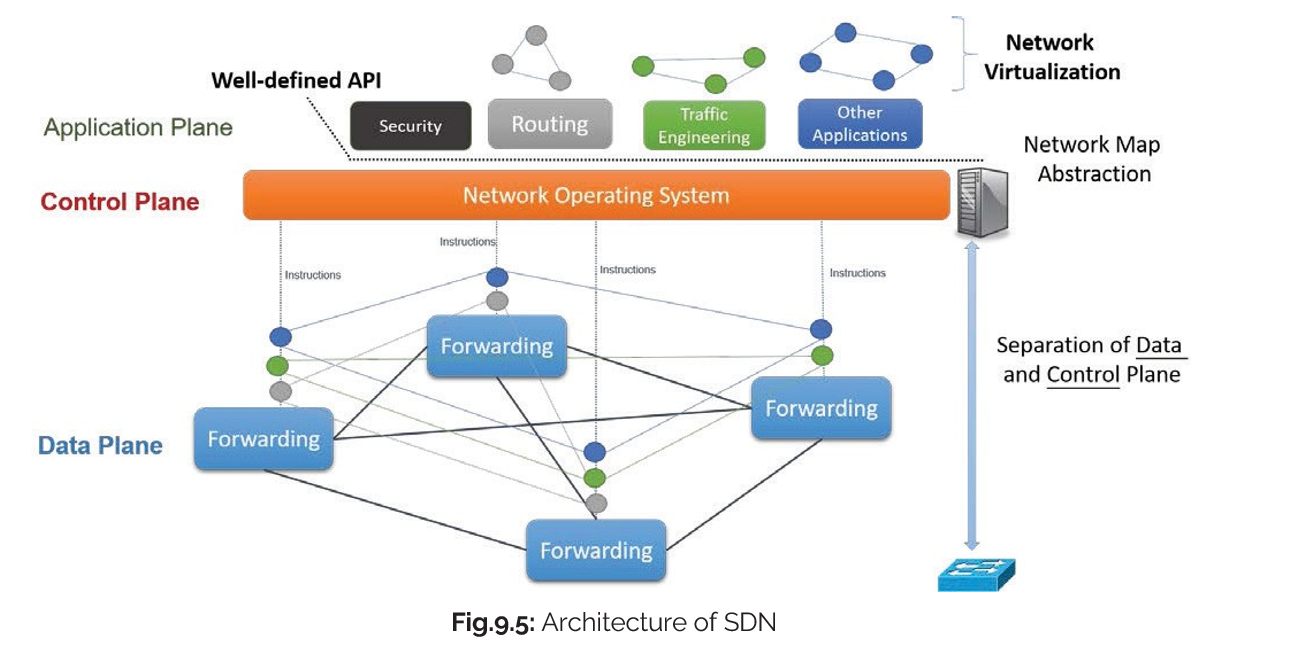 Network
Virtualization
Well-defined API
Application Plane
Security
Routing
Traffic
Engineering
Other
Applications
Network Map
Abstraction
Control Plane
Network Operating System
Instructions
Instructions
Instructions
Instructions
Forwarding
Separation of Data
and Control Plane
Forwarding
Data Plane
Forwarding
Forwarding
Fig.9.5: Architecture of SDN